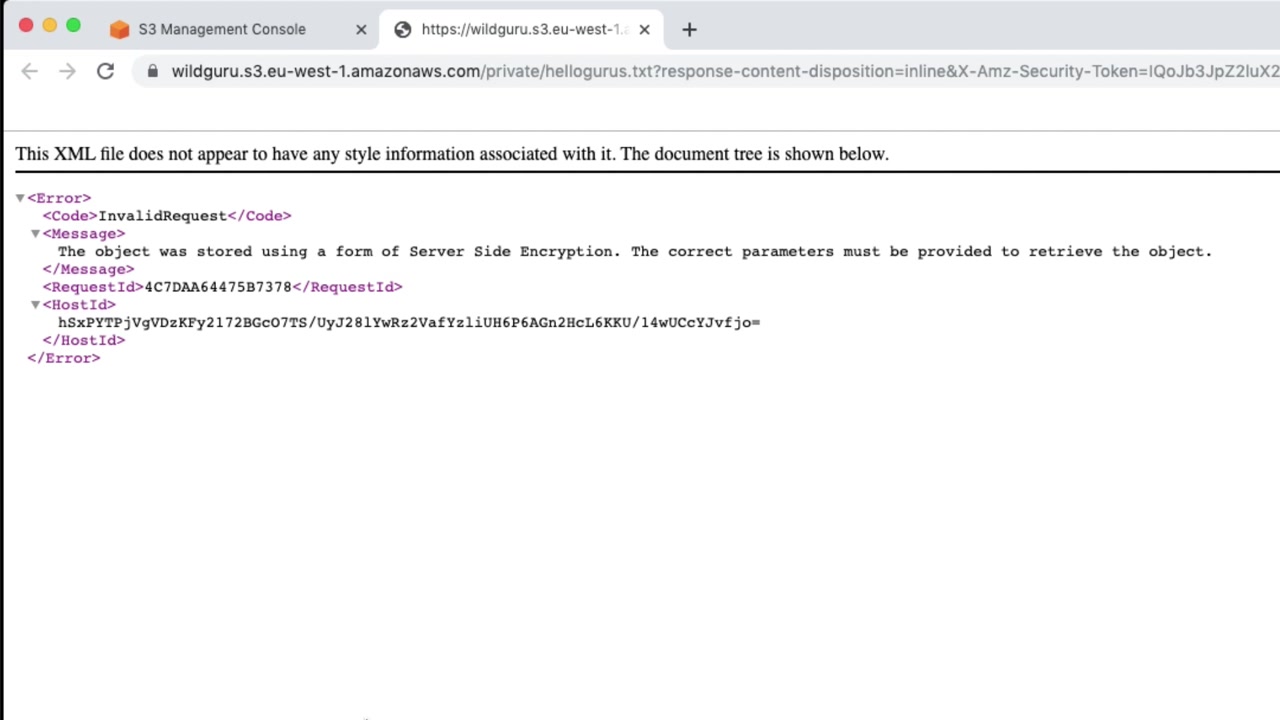 S3 Management Console
https://wildguru.s3.eu-west-1.a
wildguru.s3.eu-west-1.amazonaws.com/private/hellogurus.txt?response-content-disposition=inline&X-Amz-Security-Token=IQoJb3JpZ2luX2
This XML file does not appear to have any style information associated with it. The document tree is shown below.
<Error>
<Code>InvalidRequest</Code>
<Message>
The object was stored using a form of Server Side Encryption. The correct parameters must be provided to retrieve the object.
</Message>
<RequestId>4C7DAA64475B7378</RequestId>
<HostId>
hSxPYTPjVgVDzKFy2172BGcO7TS/UyJ28lYwRz2VafYzliUH6P6AGn2HcL6KKU/14wUCcYJvfjo=
</HostId>
</Error>